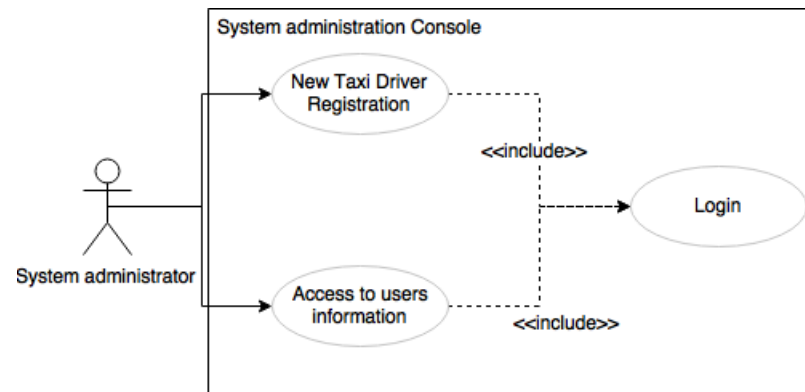 System administration Console
New Taxi Driver
Registration
<<include>>
Login
System administrator
Access to users
information
<<include>>